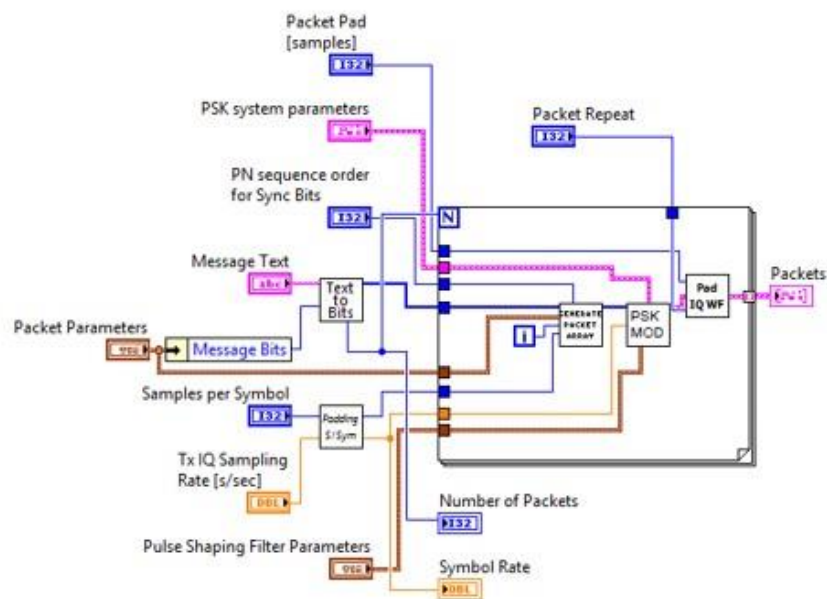 Packet Pad
[samples]
I32
PSK system parameters
Packet Repeat
I32
PN sequence order
for Sync Bits
I32
N
Message Text
abc
Text
to
Bits
Pad
IQ WF
Packets
Packet Parameters
Message Bits
i
GENERATE
PACKET
ARRAY
PSK
MOD
Samples per Symbol
I32
Padding
S/Sym
Tx IQ Sampling
Rate [s/sec]
DBL
Number of Packets
I32
Pulse Shaping Filter Parameters
Symbol Rate
DBL